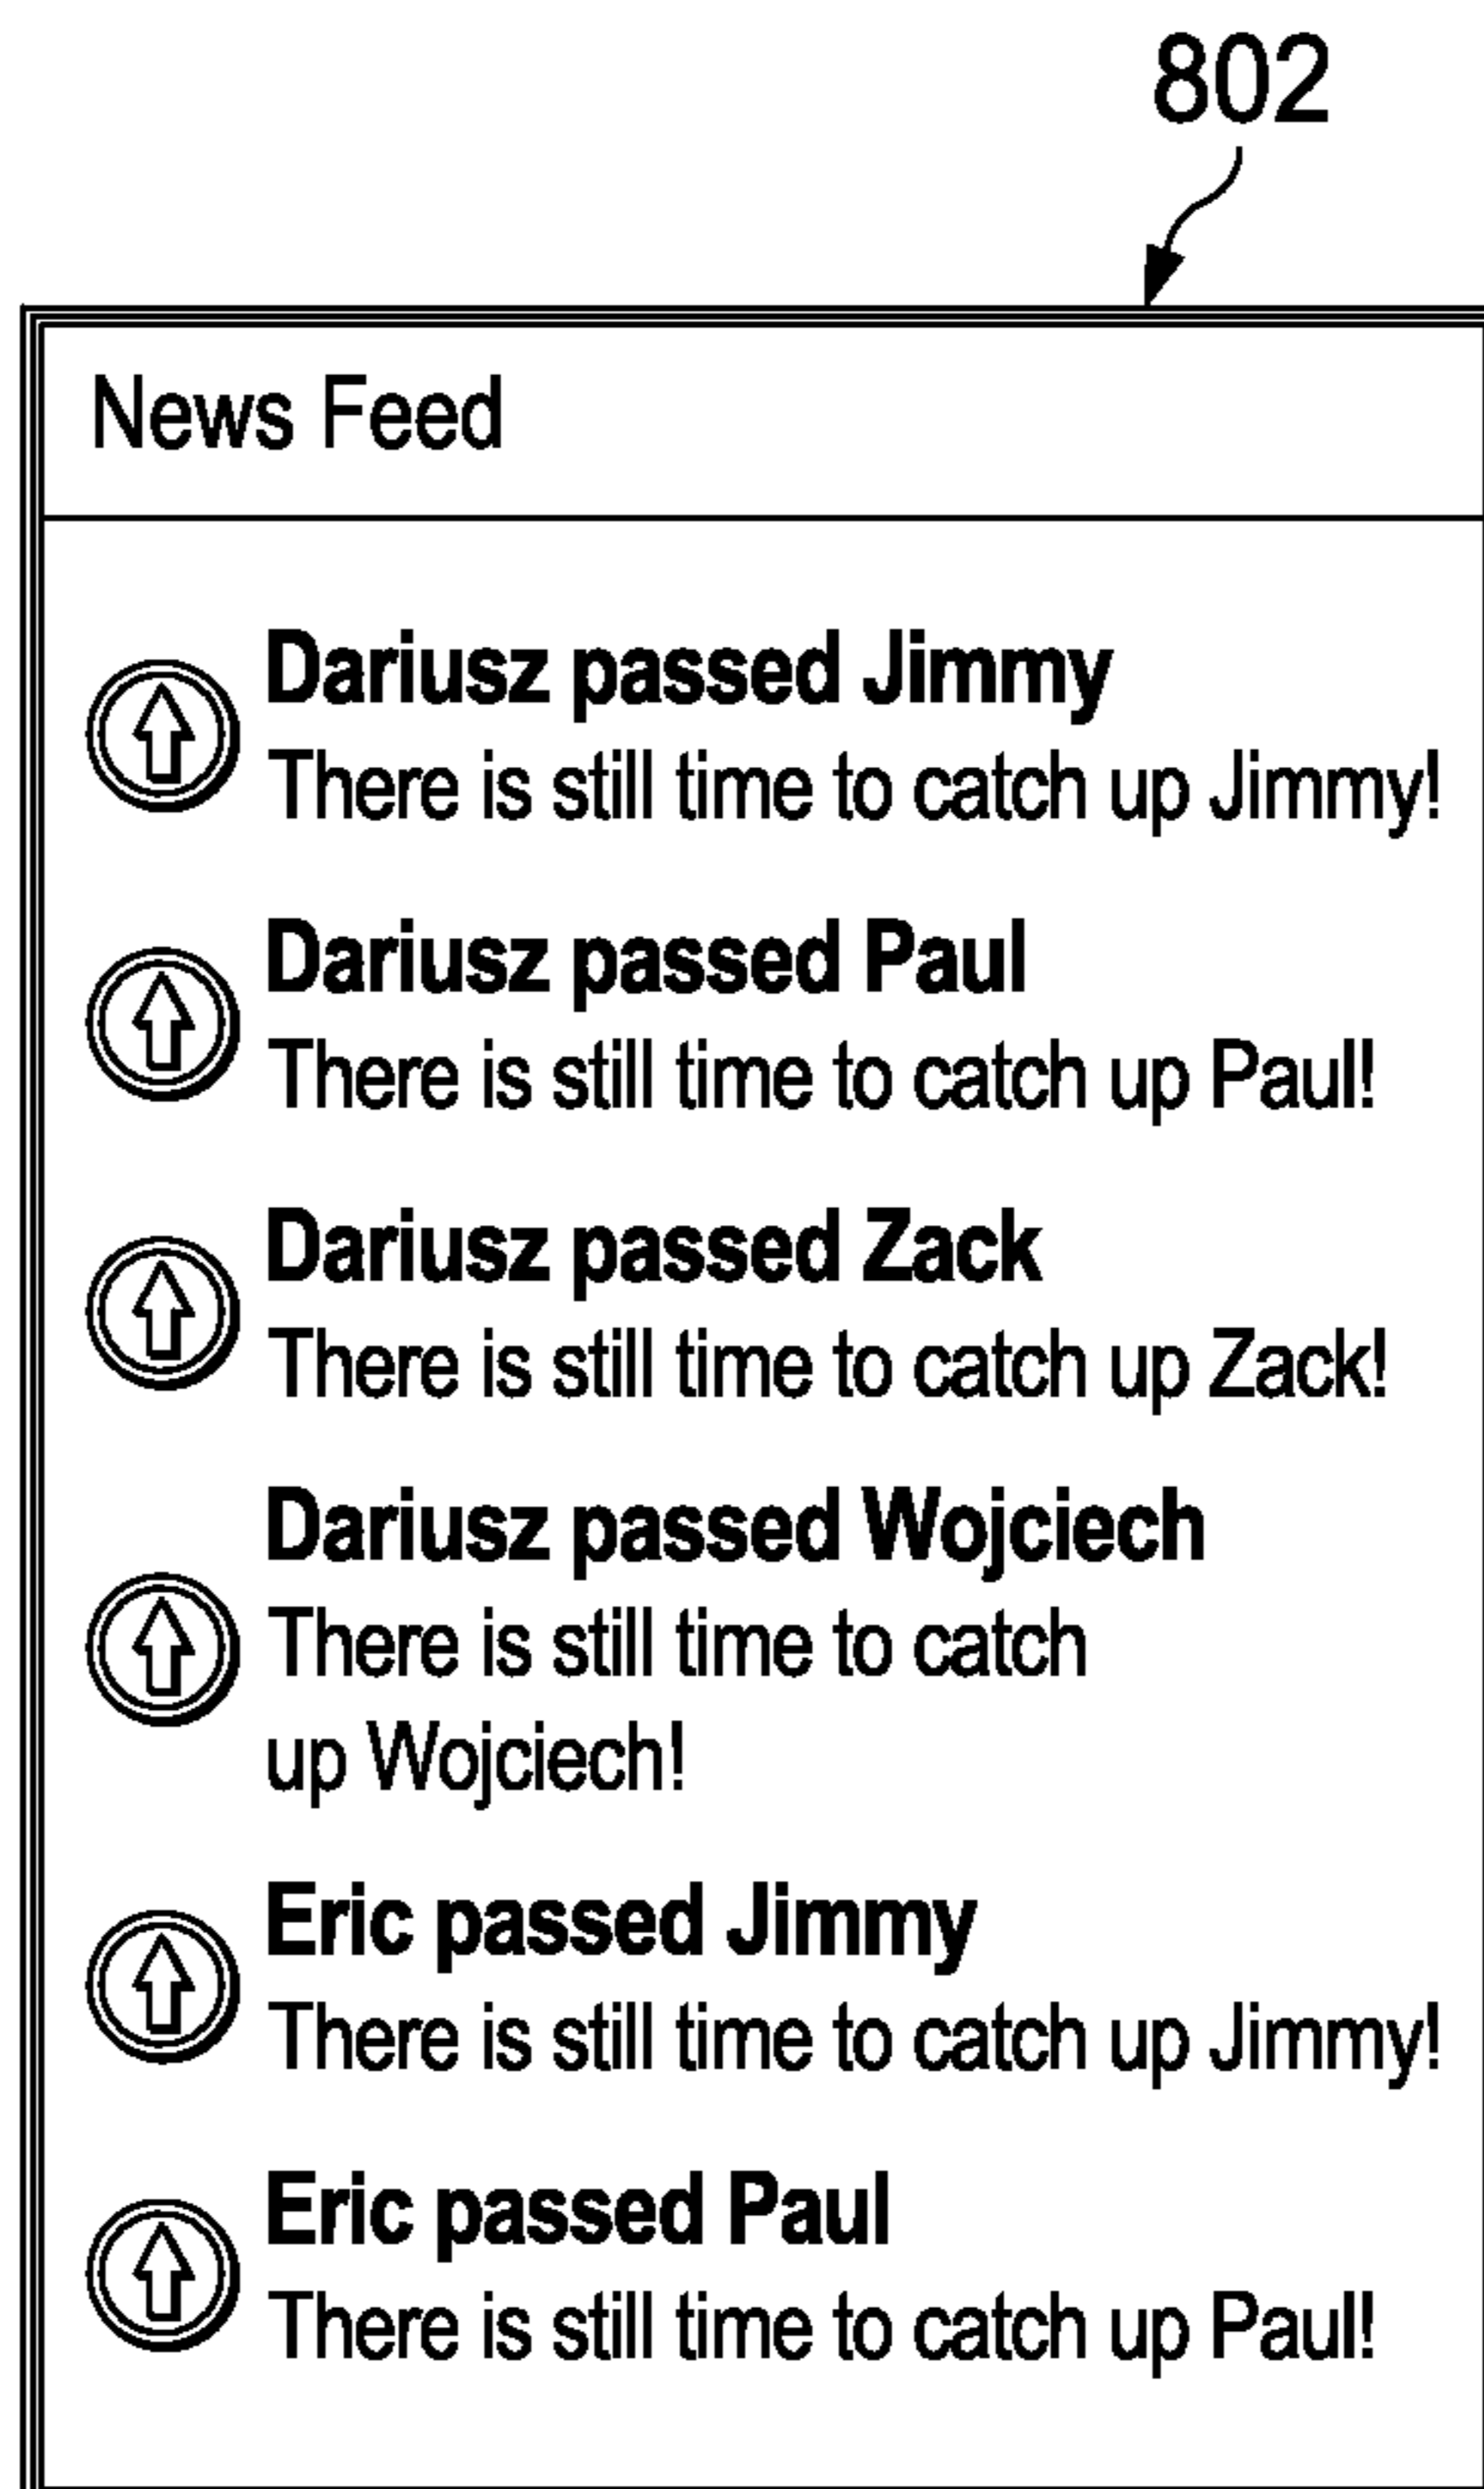 802
News Feed
Dariusz passed Jimmy
There is still time to catch up Jimmy!
Dariusz passed Paul
There is still time to catch up Paul!
Dariusz passed Zack
There is still time to catch up Zack!
Dariusz passed Wojciech
There is still time to catch
up Wojciech!
Eric passed Jimmy
There is still time to catch up Jimmy!
Eric passed Paul
There is still time to catch up Paul!